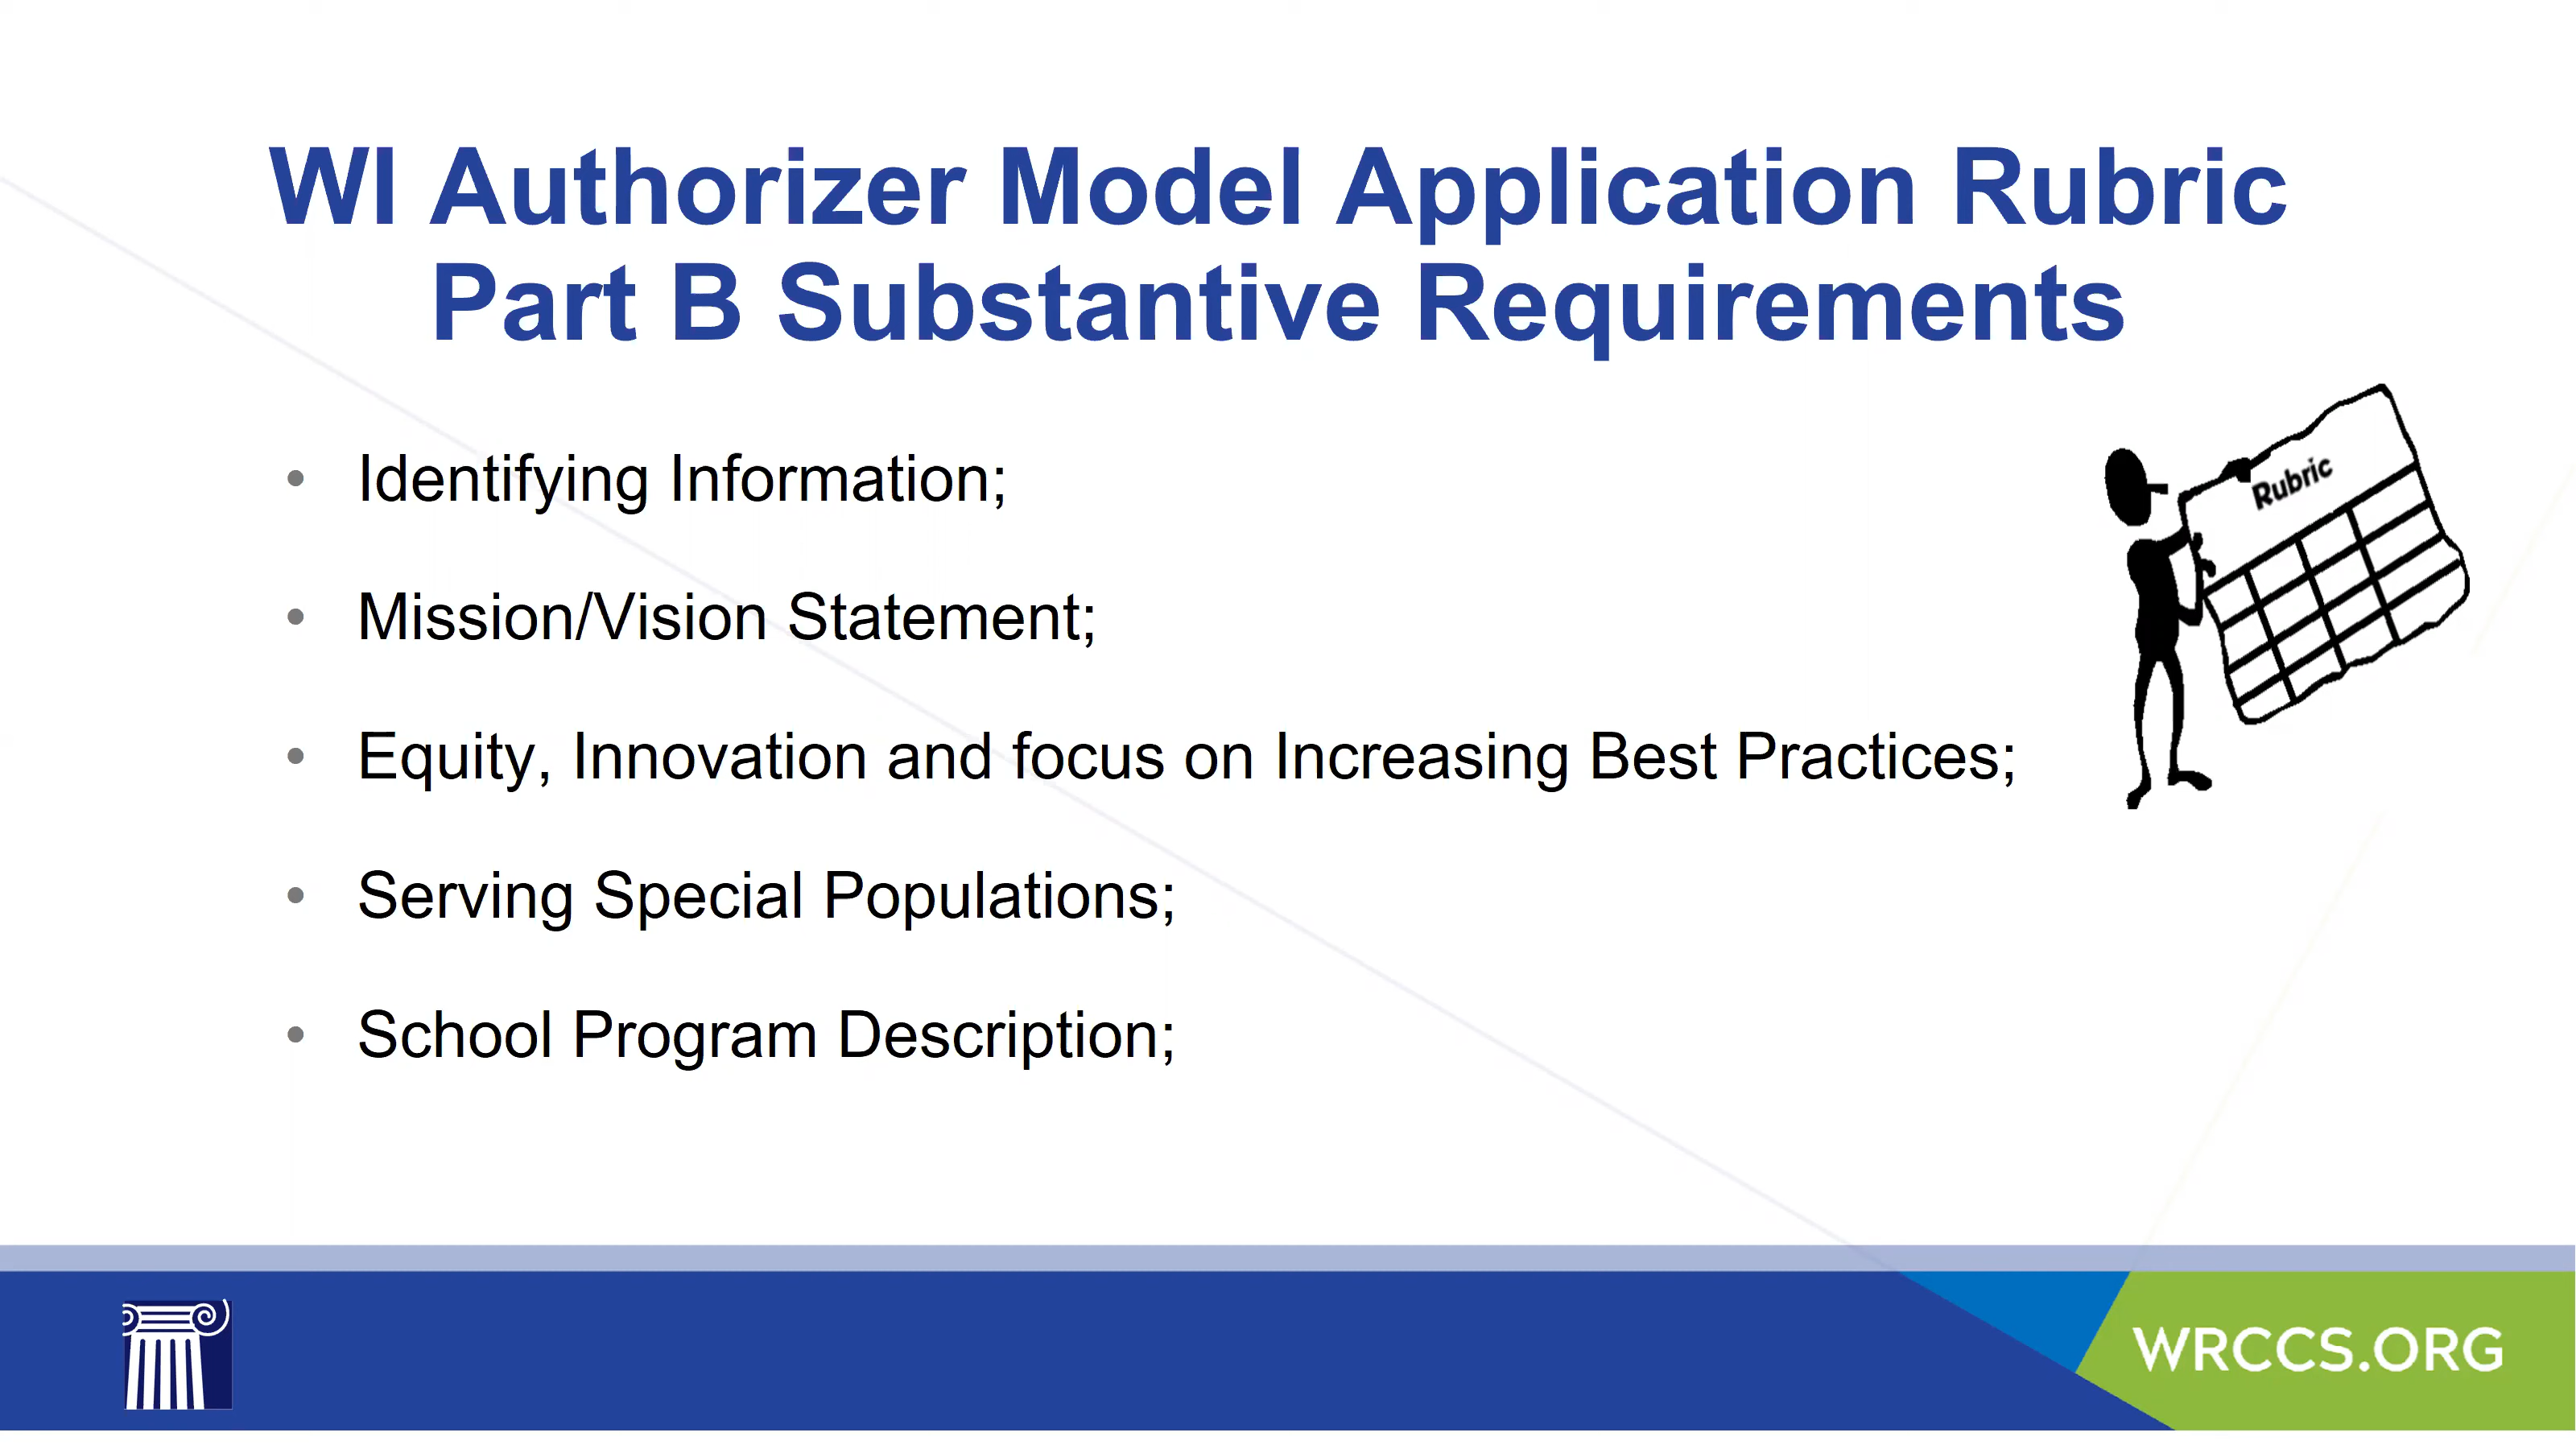 WI Authorizer Model Application Rubric
Part B Substantive Requirements
• Identifying Information;
• Mission/Vision Statement;
• Equity, Innovation and focus on Increasing Best Practices;
• Serving Special Populations;
• School Program Description;
Rubric
WRCCS.ORG